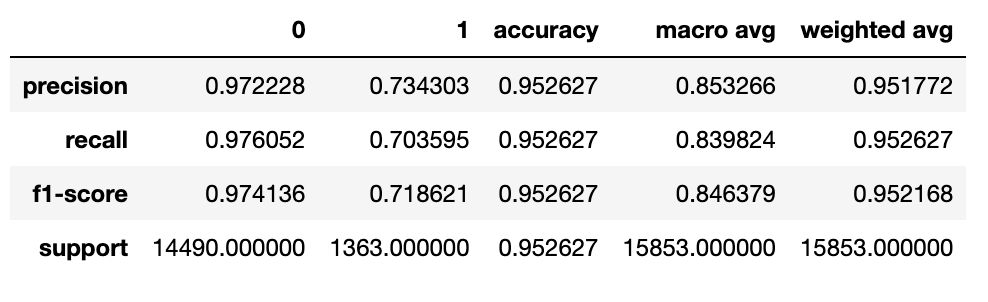 0 1 accuracy macro avg weighted avg
precision 0.972228 0.734303 0.952627 0.853266 0.951772
recall 0.976052 0.703595 0.952627 0.839824 0.952627
f1-score 0.974136 0.718621 0.952627 0.846379 0.952168
support 14490.000000 1363.000000 0.952627 15853.000000 15853.000000